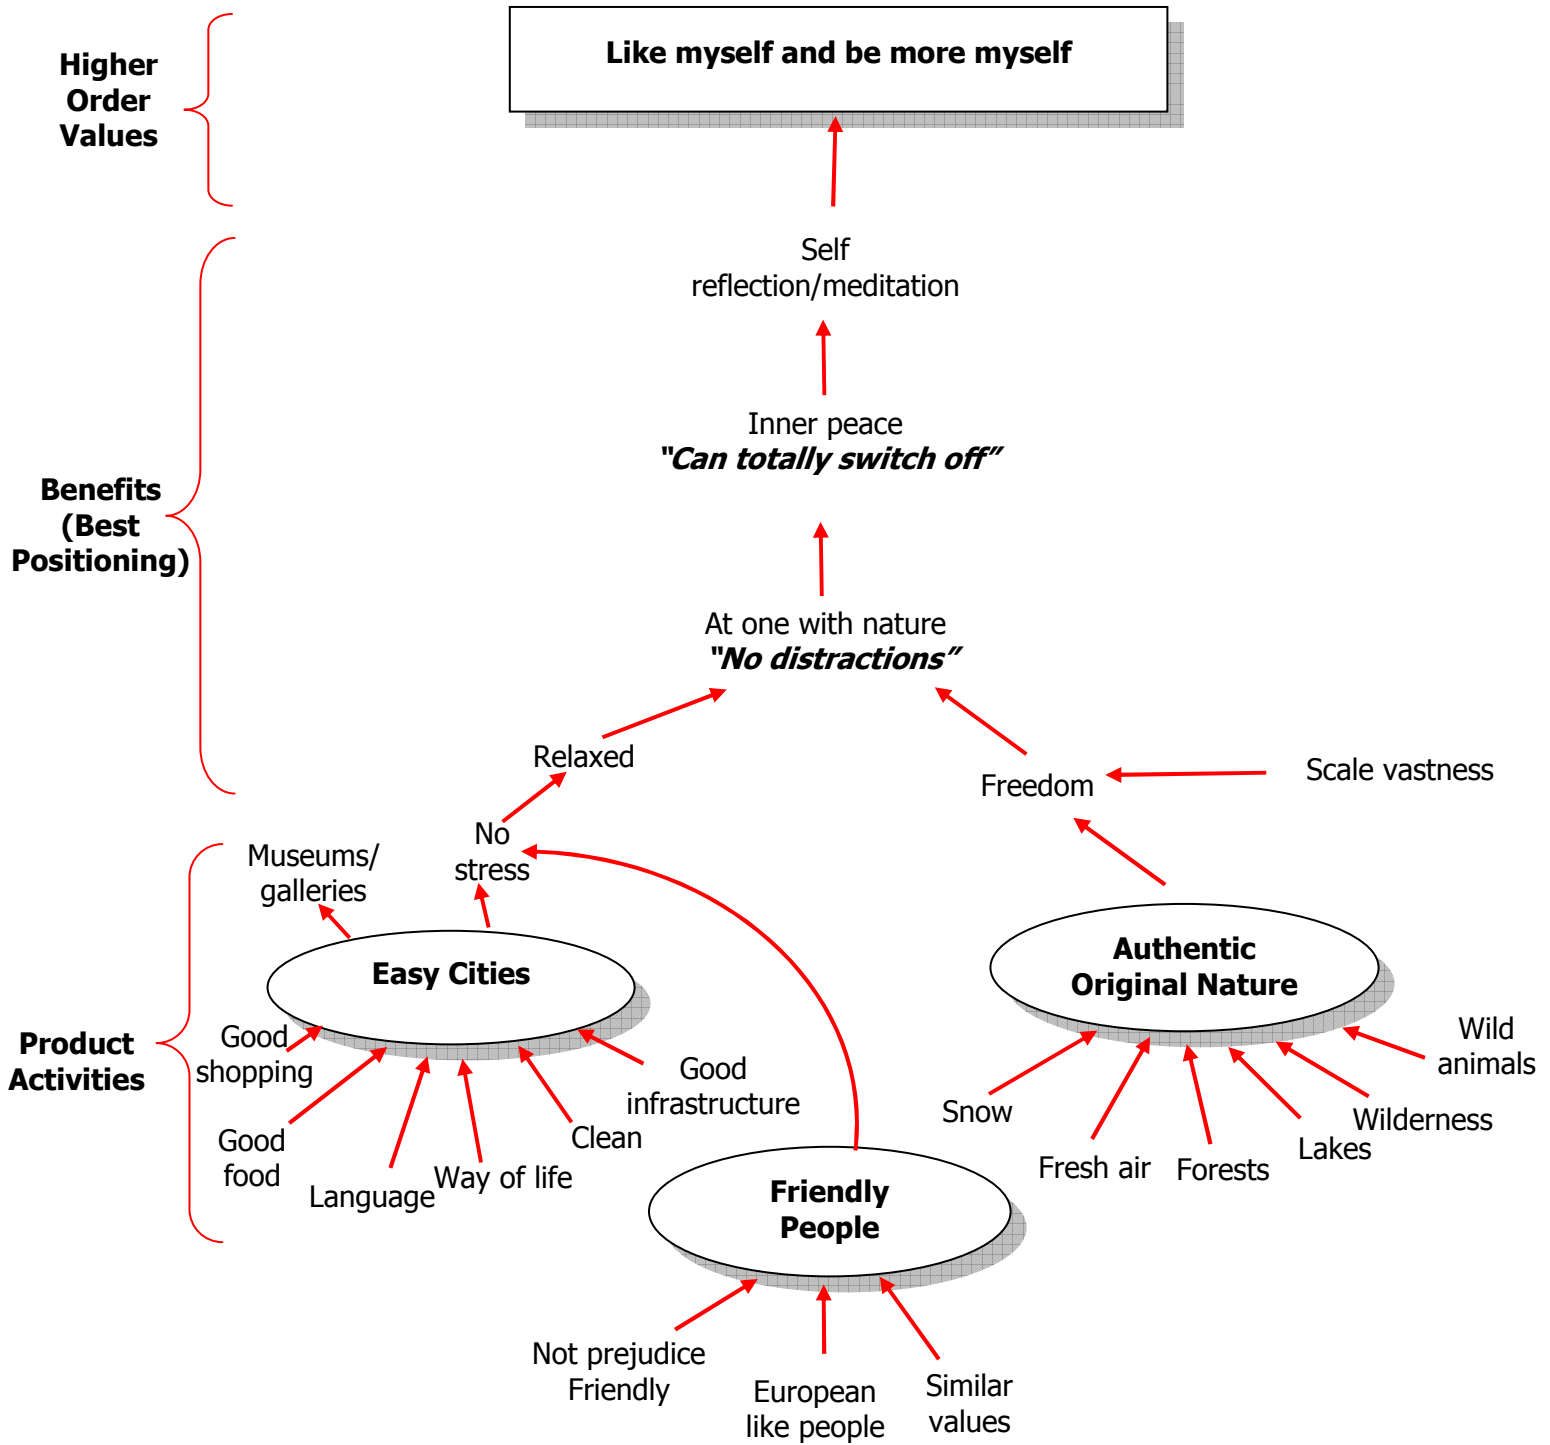 Like myself and be more myself
Higher
Order
Values
Self
reflection/meditation
Inner peace
"Can totally switch off"
Benefits
(Best
Positioning)
At one with nature
"No distractions"
Relaxed
Freedom
Scale vastness
No
stress
Museums/
galleries
Easy Cities
Authentic
Original Nature
Product
Activities
Good
shopping
Good
food
Language
Way of life
Clean
Good
infrastructure
Snow
Fresh air
Forests
Lakes
Wilderness
Wild
animals
Friendly
People
Not prejudice
Friendly
European
like people
Similar
values